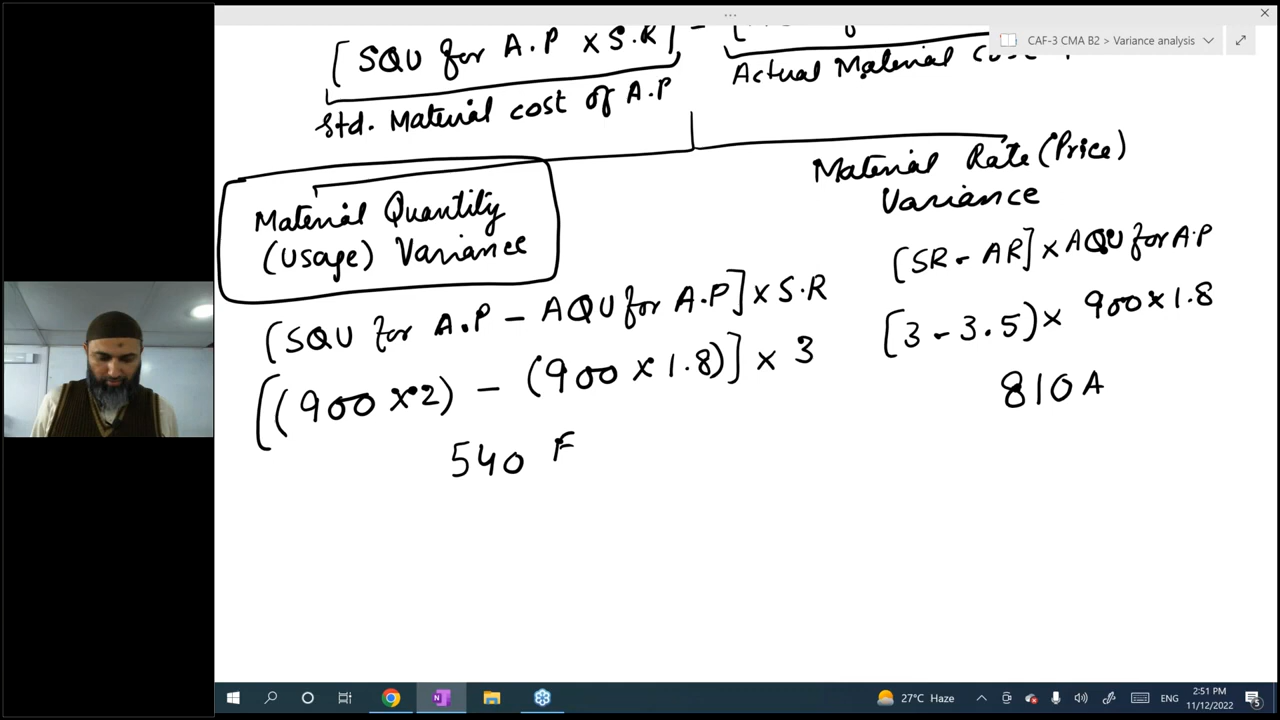 [SQU for A.P x S.R] -
CAF-3 CMA B2 > Variance analysis
Std. Material cost of A.P
Actual Material
Material Rate (Price)
Variance
Material Quantity
(Usage) Variance
[SR - AR] x AQU for A.P
[SQU for A.P - AQU for A.P] x S.R
[3 - 3.5) x 900 x 1.8
[(900 x 2) - (900 x 1.8)] x 3
810 A
540 F
27°C Haze
ENG
2:51 PM
11/12/2022
5